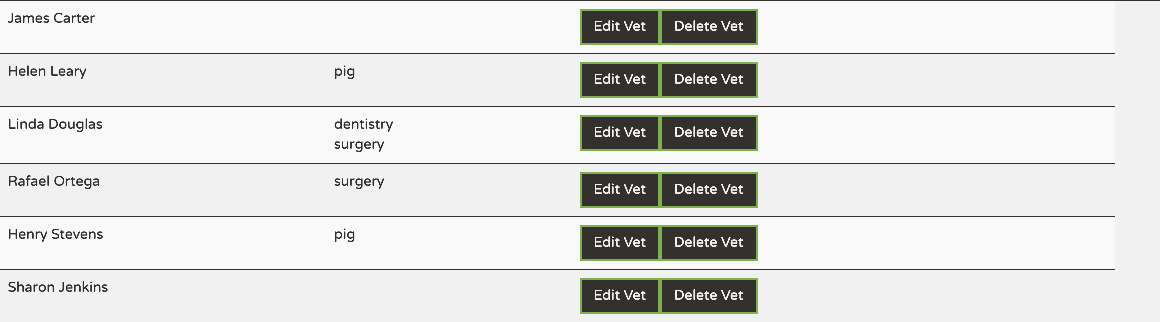 James Carter Edit Vet Delete Vet
Helen Leary pig Edit Vet Delete Vet
Linda Douglas dentistry Edit Vet Delete Vet
surgery
Rafael Ortega surgery Edit Vet Delete Vet
Henry Stevens pig Edit Vet Delete Vet
Sharon Jenkins Edit Vet Delete Vet